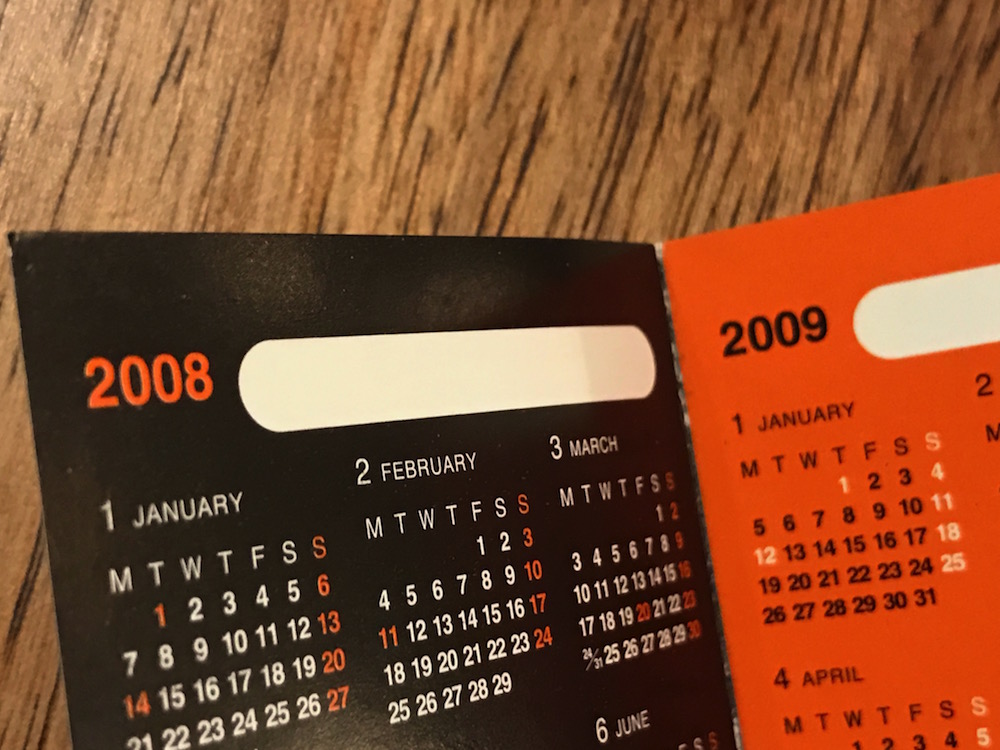 2008
1 JANUARY
M T W T F S S
1 2 3 4 5 6
7 8 9 10 11 12 13
14 15 16 17 18 19 20
21 22 23 24 25 26 27
2 FEBRUARY
M T W T F S S
1 2 3
4 5 6 7 8 9 10
11 12 13 14 15 16 17
18 19 20 21 22 23 24
25 26 27 28 29
3 MARCH
M T W T F S S
1 2
3 4 5 6 7 8 9
10 11 12 13 14 15 16
17 18 19 20 21 22 23
24/31 25 26 27 28 29 30
6 JUNE
F S S
2009
1 JANUARY
M T W T F S S
1 2 3 4
5 6 7 8 9 10 11
12 13 14 15 16 17 18
19 20 21 22 23 24 25
26 27 28 29 30 31
2
M
4 APRIL
M T W T F S S
1 2 3 4 5